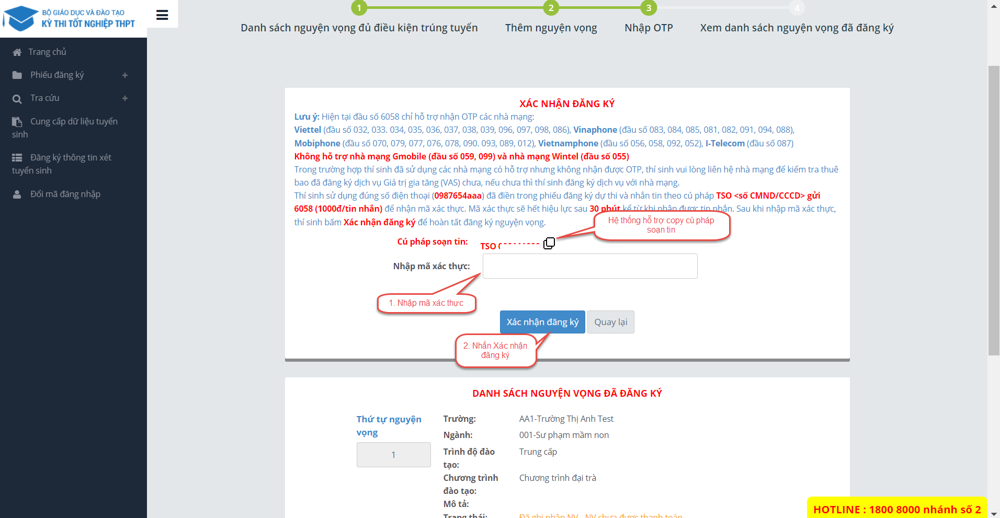 BỘ GIÁO DỤC VÀ ĐÀO TẠO
KỲ THI TỐT NGHIỆP THPT
Trang chủ
Phiếu đăng ký +
Tra cứu +
Cung cấp dữ liệu tuyển
sinh
Đăng ký thông tin xét
tuyển sinh
Đổi mã đăng nhập
1 2 3 4
Danh sách nguyện vọng đủ điều kiện trúng tuyển Thêm nguyện vọng Nhập OTP Xem danh sách nguyện vọng đã đăng ký
XÁC NHẬN ĐĂNG KÝ
Lưu ý: Hiện tại đầu số 6058 chỉ hỗ trợ nhận OTP các nhà mạng:
Viettel (đầu số 032, 033. 034, 035, 036, 037, 038, 039, 096, 097, 098, 086), Vinaphone (đầu số 083, 084, 085, 081, 082, 091, 094, 088),
Mobiphone (đầu số 070, 079, 077, 076, 078, 090. 093, 089, 012), Vietnamphone (đầu số 056, 058, 092, 052), I-Telecom (đầu số 087)
Không hỗ trợ nhà mạng Gmobile (đầu số 059, 099) và nhà mạng Wintel (đầu số 055)
Trong trường hợp thí sinh đã sử dụng các nhà mạng có hỗ trợ nhưng không nhận được OTP, thí sinh vui lòng liên hệ nhà mạng để kiểm tra thuê
bao đã đăng ký dịch vụ Giá trị gia tăng (VAS) chưa, nếu chưa thì thí sinh đăng ký dịch vụ với nhà mạng.
Thí sinh sử dụng đúng số điện thoại (0987654aaa) đã điền trong phiếu đăng ký dự thi và nhắn tin theo cú pháp TSO <số CMND/CCCD> gửi
6058 (1000đ/tin nhắn) để nhận mã xác thực. Mã xác thực sẽ hết hiệu lực sau 30 phút kể từ khi nhận được tin nhắn. Sau khi nhập mã xác thực,
thí sinh bấm Xác nhận đăng ký để hoàn tất đăng ký nguyện vọng.
Hệ thống hỗ trợ copy cú pháp
soạn tin
Cú pháp soạn tin: TSO
Nhập mã xác thực:
1. Nhập mã xác thực
Xác nhận đăng ký Quay lại
2. Nhấn Xác nhận
đăng ký
DANH SÁCH NGUYỆN VỌNG ĐÃ ĐĂNG KÝ
Thứ tự nguyện
vọng
1
Trường: AA1-Trường Thị Anh Test
Ngành: 001-Sư phạm mầm non
Trình độ đào
tạo: Trung cấp
Chương trình
đào tạo: Chương trình đại trà
Mô tả:
Trạng thái: Đã ghi nhận NV - NV chưa được thanh toán
HOTLINE : 1800 8000 nhánh số 2